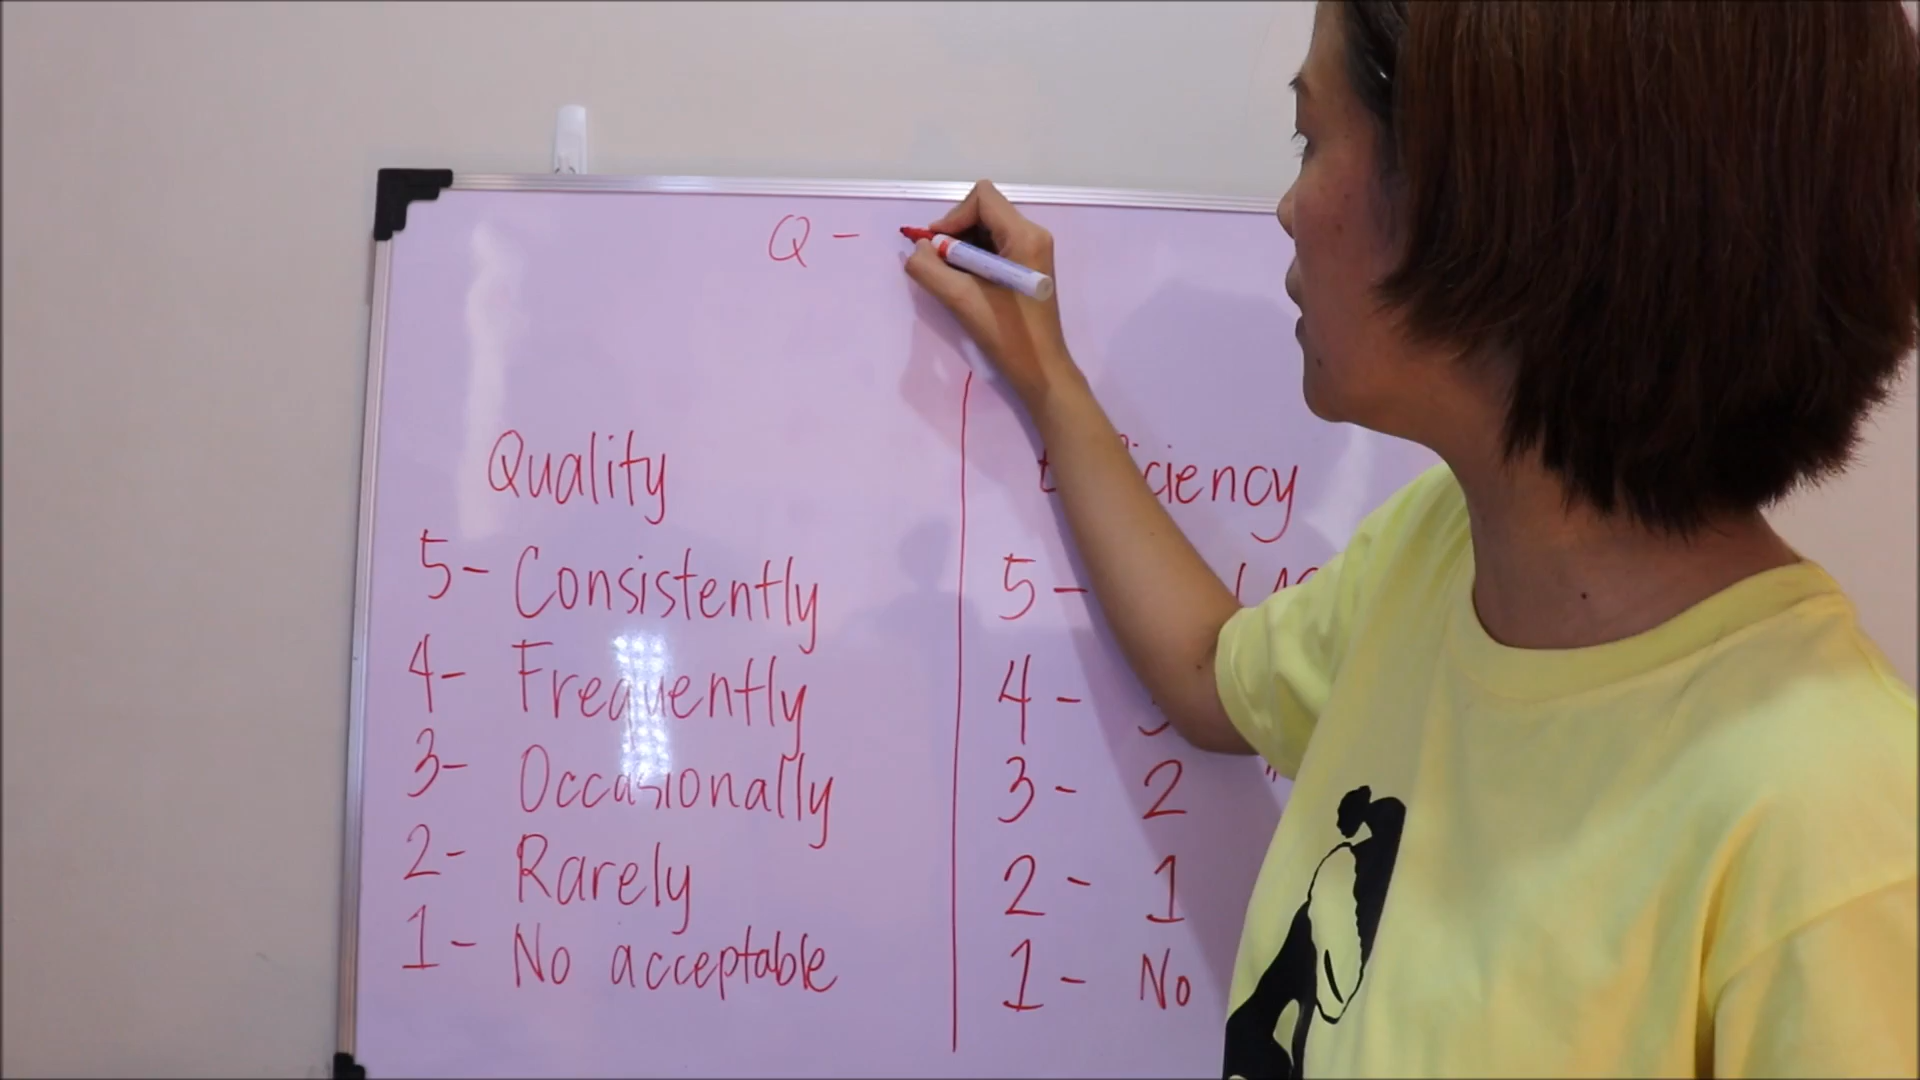 Q -
Quality
5- Consistently
4- Frequently
3- Occasionally
2- Rarely
1- No acceptable
5-
4-
3- 2
2- 1
1- No